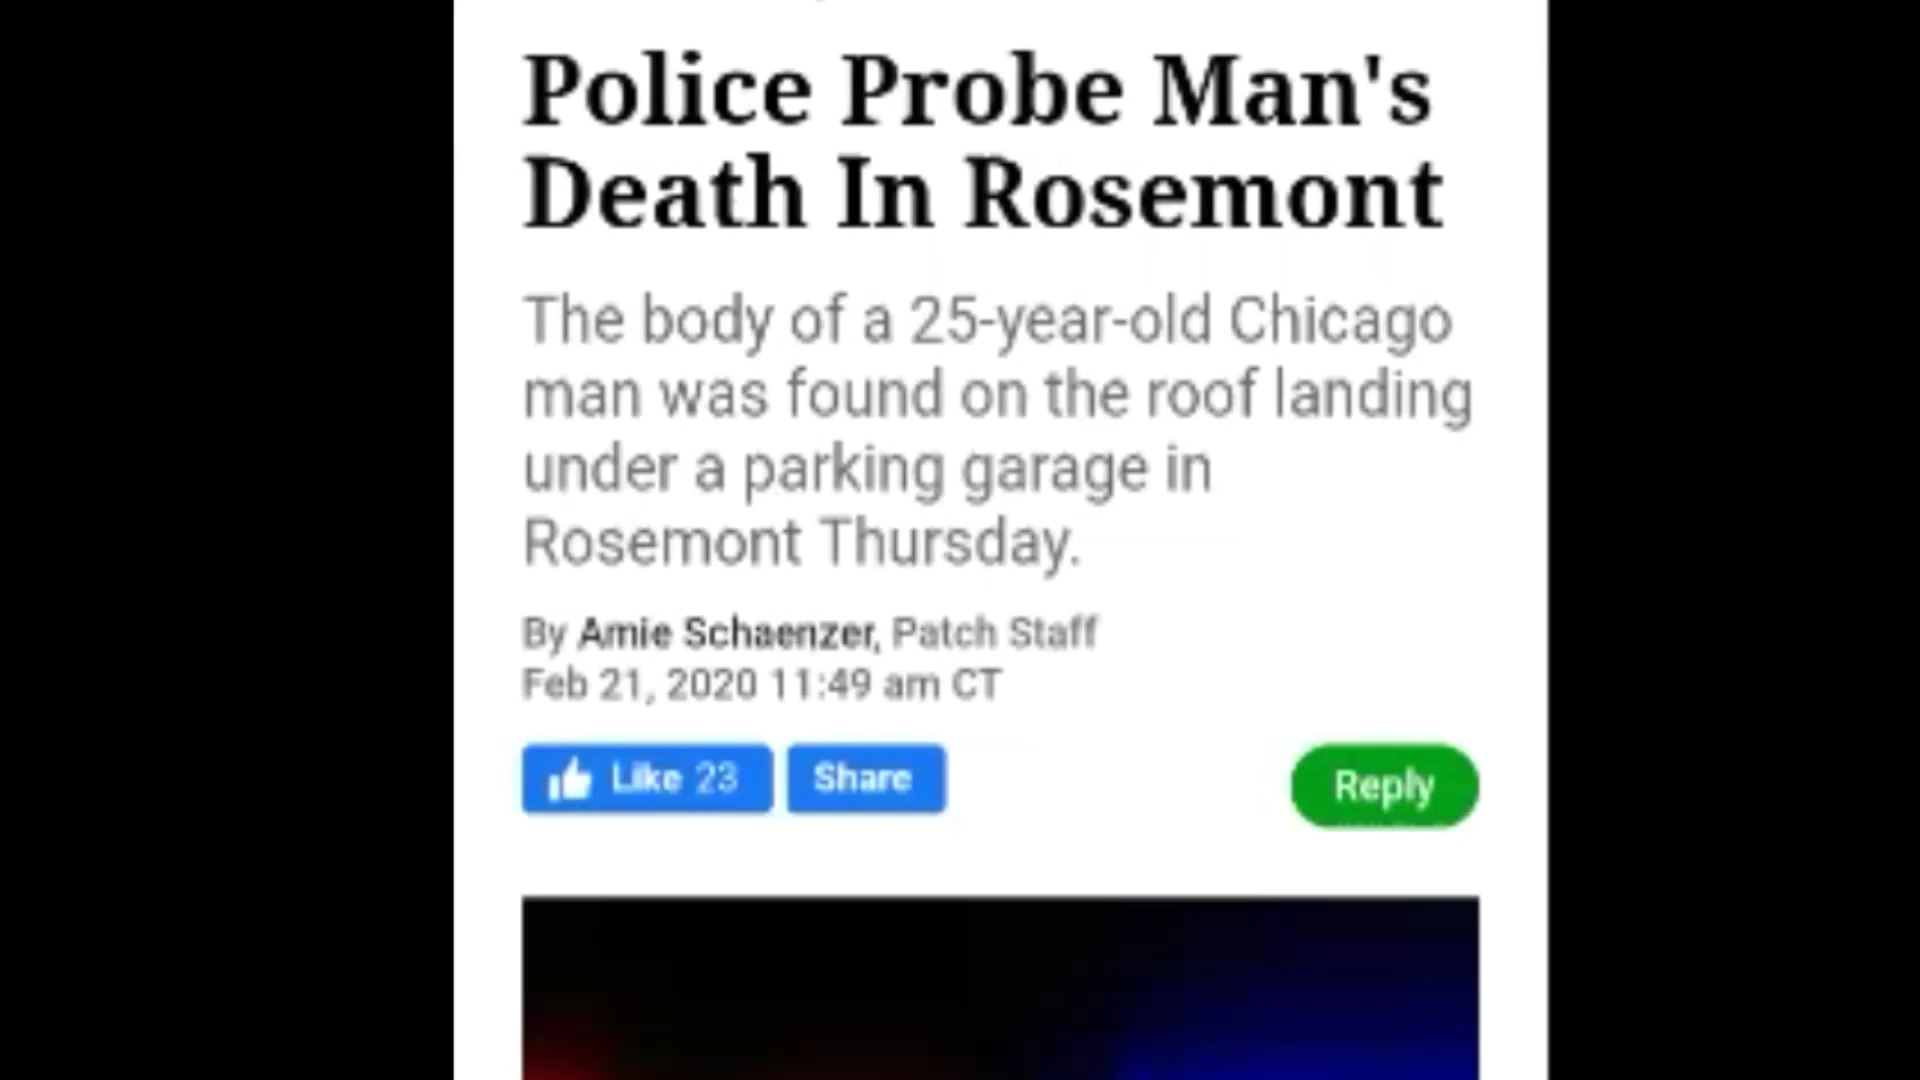 Police Probe Man's
Death In Rosemont
The body of a 25-year-old Chicago
man was found on the roof landing
under a parking garage in
Rosemont Thursday.
By Amie Schaenzer, Patch Staff
Feb 21, 2020 11:49 am CT
Like 23 Share Reply